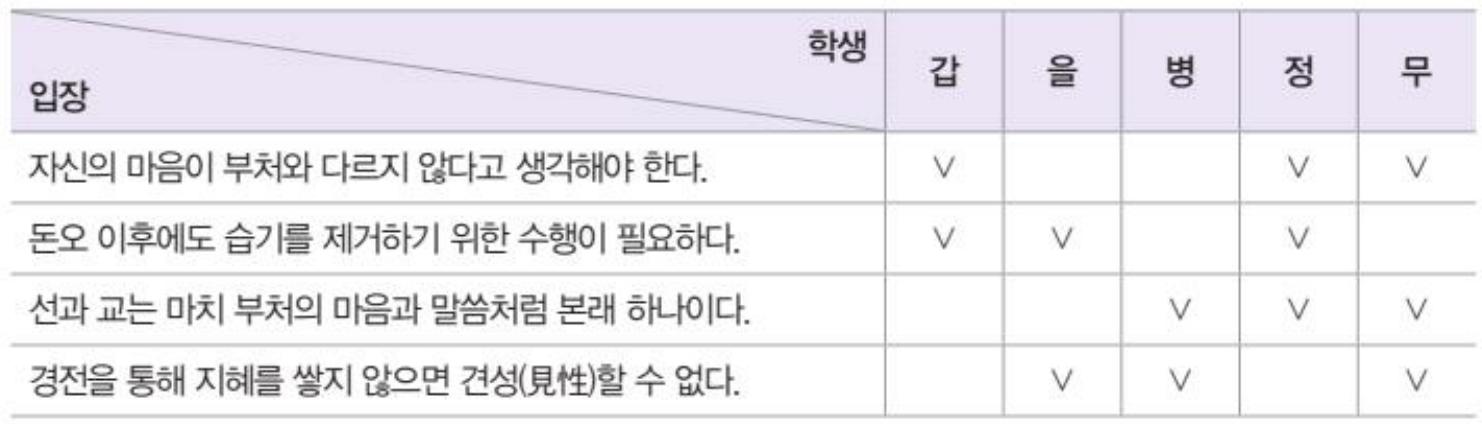 학생
입장 갑 을 병 정 무
자신의 마음이 부처와 다르지 않다고 생각해야 한다. ∨ ∨ ∨
돈오 이후에도 습기를 제거하기 위한 수행이 필요하다. ∨ ∨ ∨
선과 교는 마치 부처의 마음과 말씀처럼 본래 하나이다. ∨ ∨ ∨
경전을 통해 지혜를 쌓지 않으면 견성(見性)할 수 없다. ∨ ∨ ∨